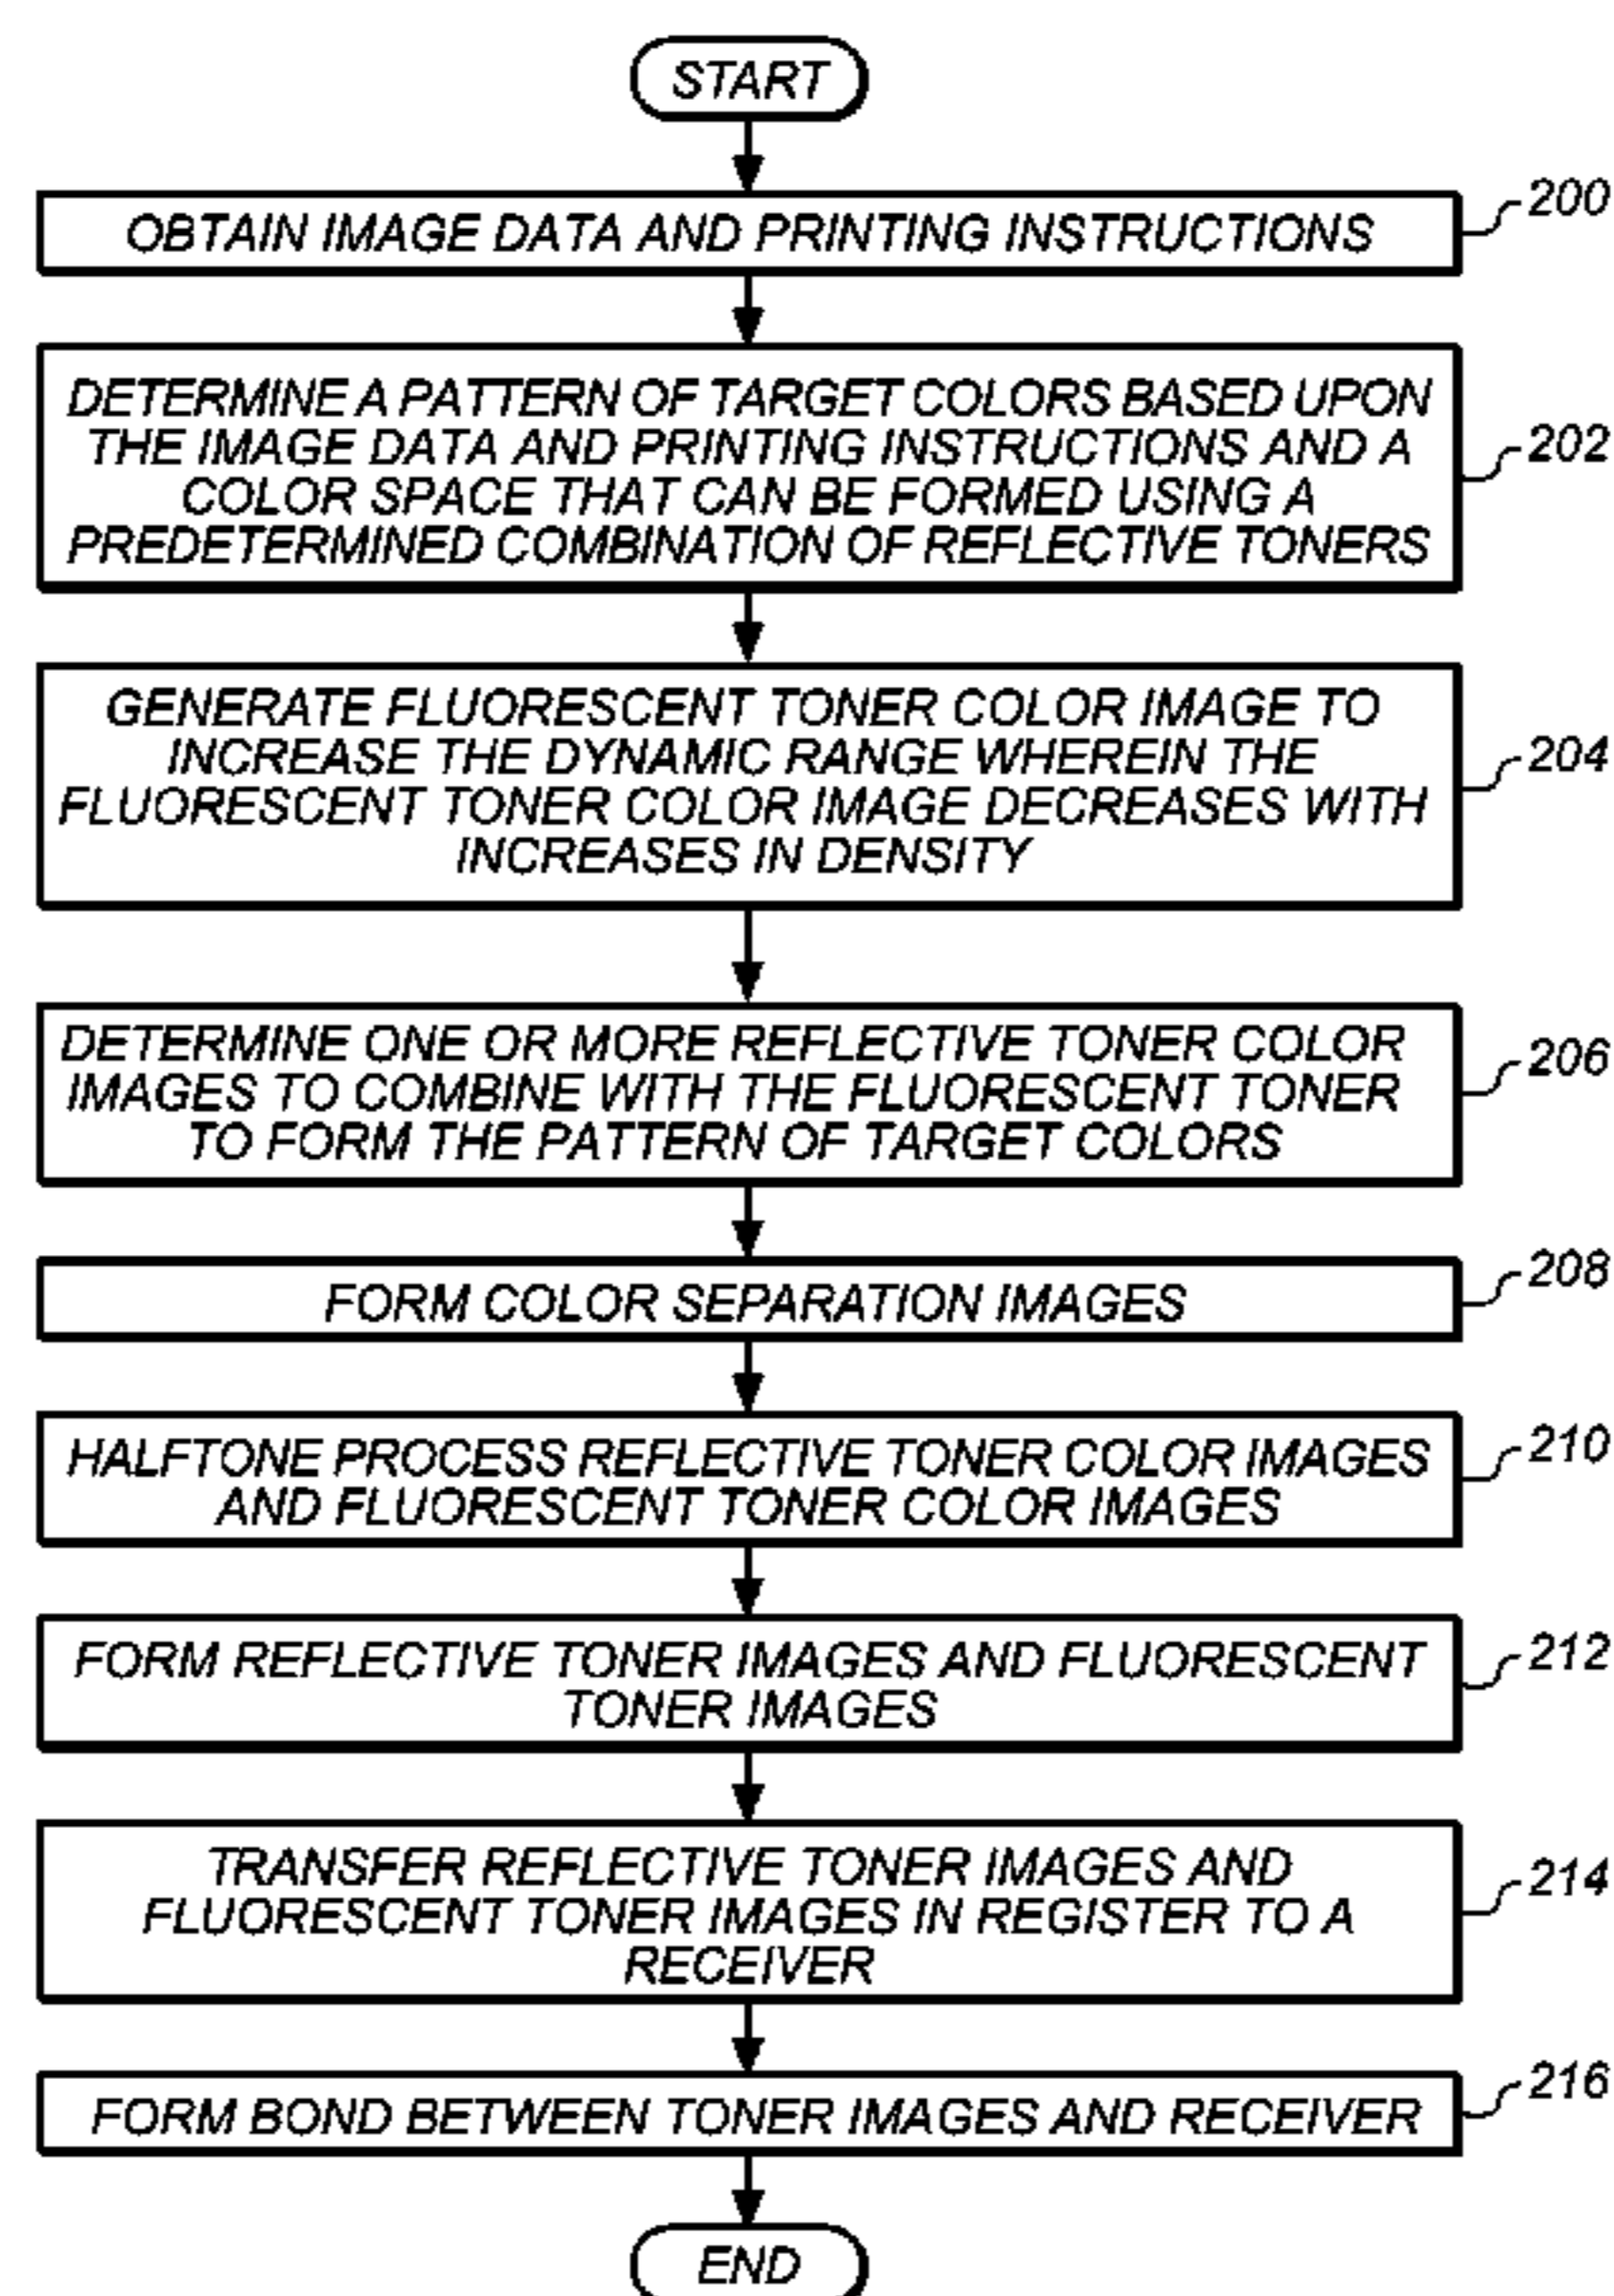 START
200
OBTAIN IMAGE DATA AND PRINTING INSTRUCTIONS
202
DETERMINE A PATTERN OF TARGET COLORS BASED UPON
THE IMAGE DATA AND PRINTING INSTRUCTIONS AND A
COLOR SPACE THAT CAN BE FORMED USING A
PREDETERMINED COMBINATION OF REFLECTIVE TONERS
204
GENERATE FLUORESCENT TONER COLOR IMAGE TO
INCREASE THE DYNAMIC RANGE WHEREIN THE
FLUORESCENT TONER COLOR IMAGE DECREASES WITH
INCREASES IN DENSITY
206
DETERMINE ONE OR MORE REFLECTIVE TONER COLOR
IMAGES TO COMBINE WITH THE FLUORESCENT TONER
TO FORM THE PATTERN OF TARGET COLORS
208
FORM COLOR SEPARATION IMAGES
210
HALFTONE PROCESS REFLECTIVE TONER COLOR IMAGES
AND FLUORESCENT TONER COLOR IMAGES
212
FORM REFLECTIVE TONER IMAGES AND FLUORESCENT
TONER IMAGES
214
TRANSFER REFLECTIVE TONER IMAGES AND
FLUORESCENT TONER IMAGES IN REGISTER TO A
RECEIVER
216
FORM BOND BETWEEN TONER IMAGES AND RECEIVER
END